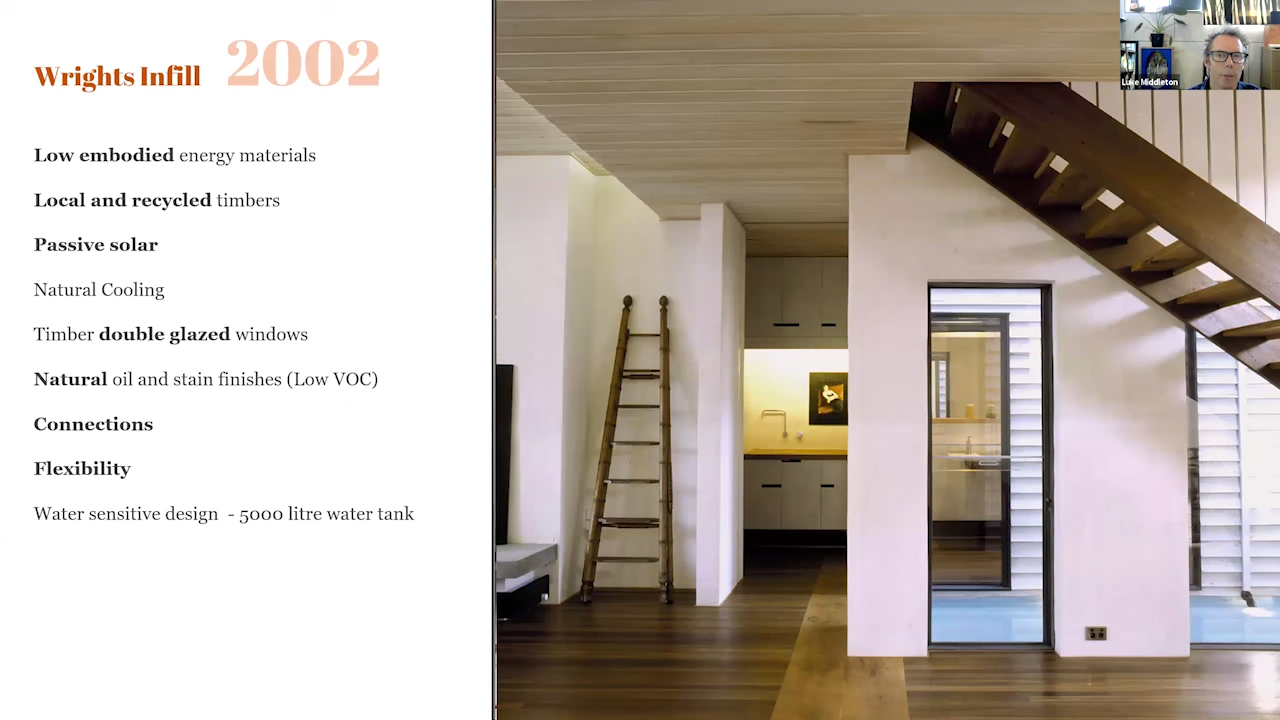 Wrights Infill 2002
Low embodied energy materials
Local and recycled timbers
Passive solar
Natural Cooling
Timber double glazed windows
Natural oil and stain finishes (Low VOC)
Connections
Flexibility
Water sensitive design - 5000 litre water tank
Luke Middleton